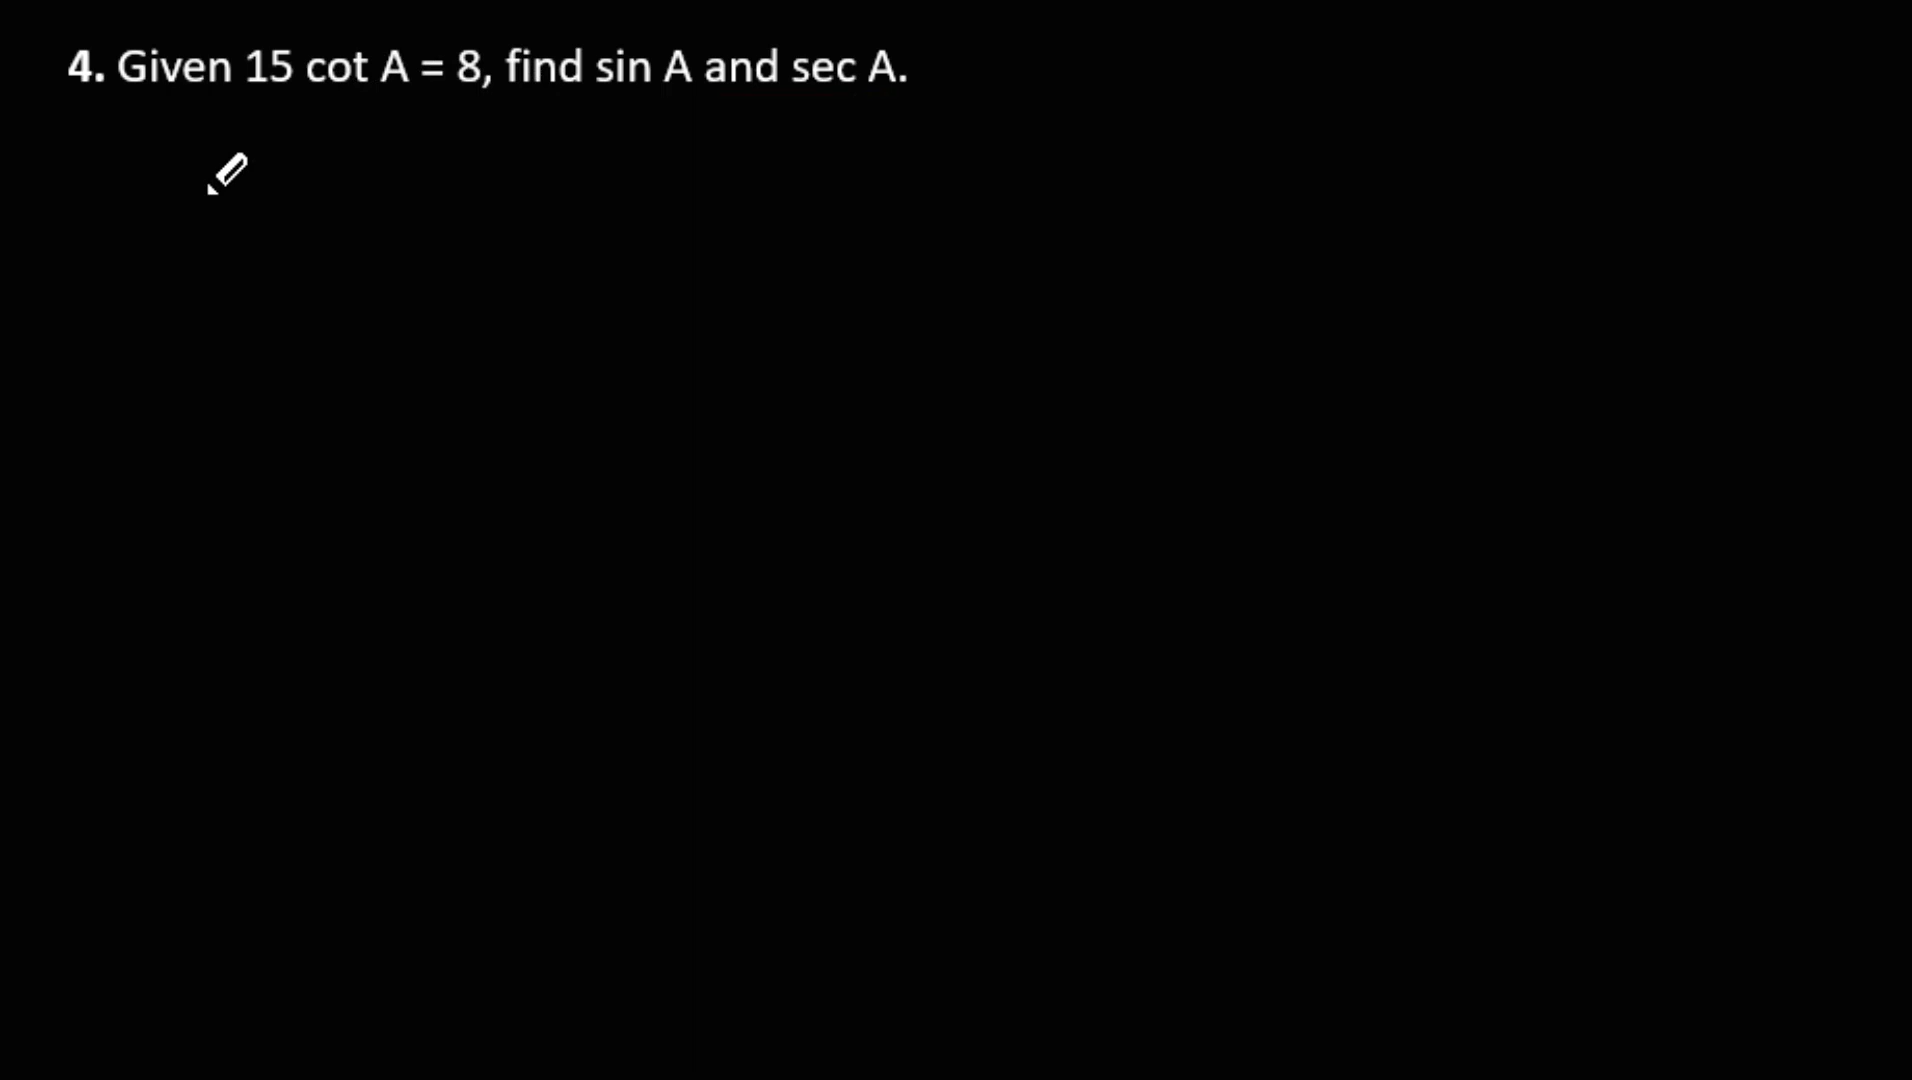 4. Given 15 cot A = 8, find sin A and sec A.